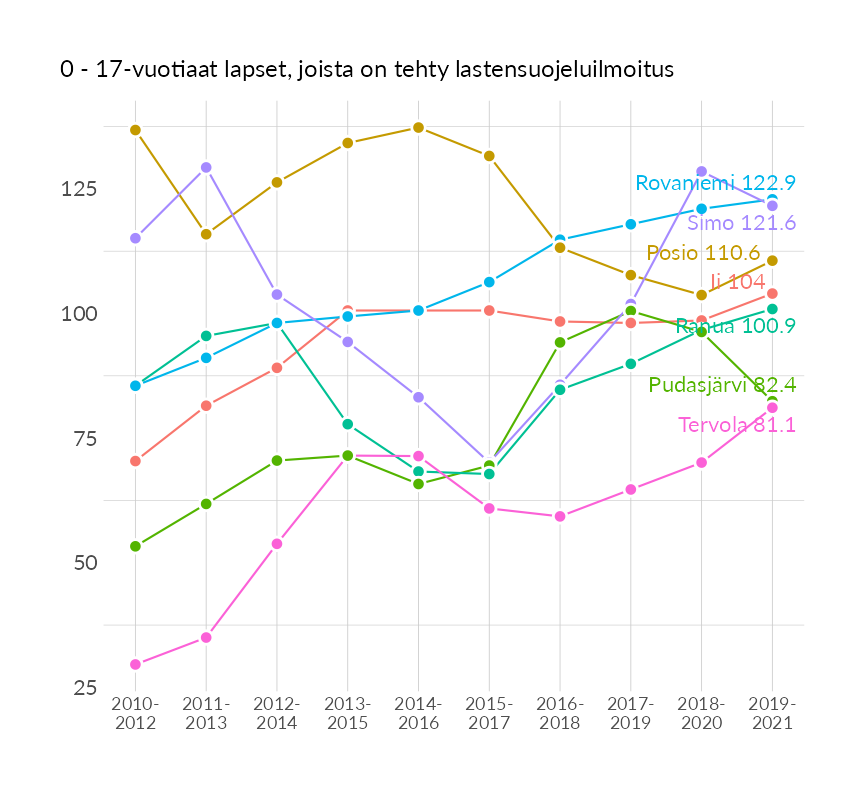 0 - 17-vuotiaat lapset, joista on tehty lastensuojeluilmoitus
125
100
75
50
25
Rovaniemi 122.9
Simo 121.6
Posio 110.6
Ii 104
Ranua 100.9
Pudasjärvi 82.4
Tervola 81.1
2010-2012
2011-2013
2012-2014
2013-2015
2014-2016
2015-2017
2016-2018
2017-2019
2018-2020
2019-2021